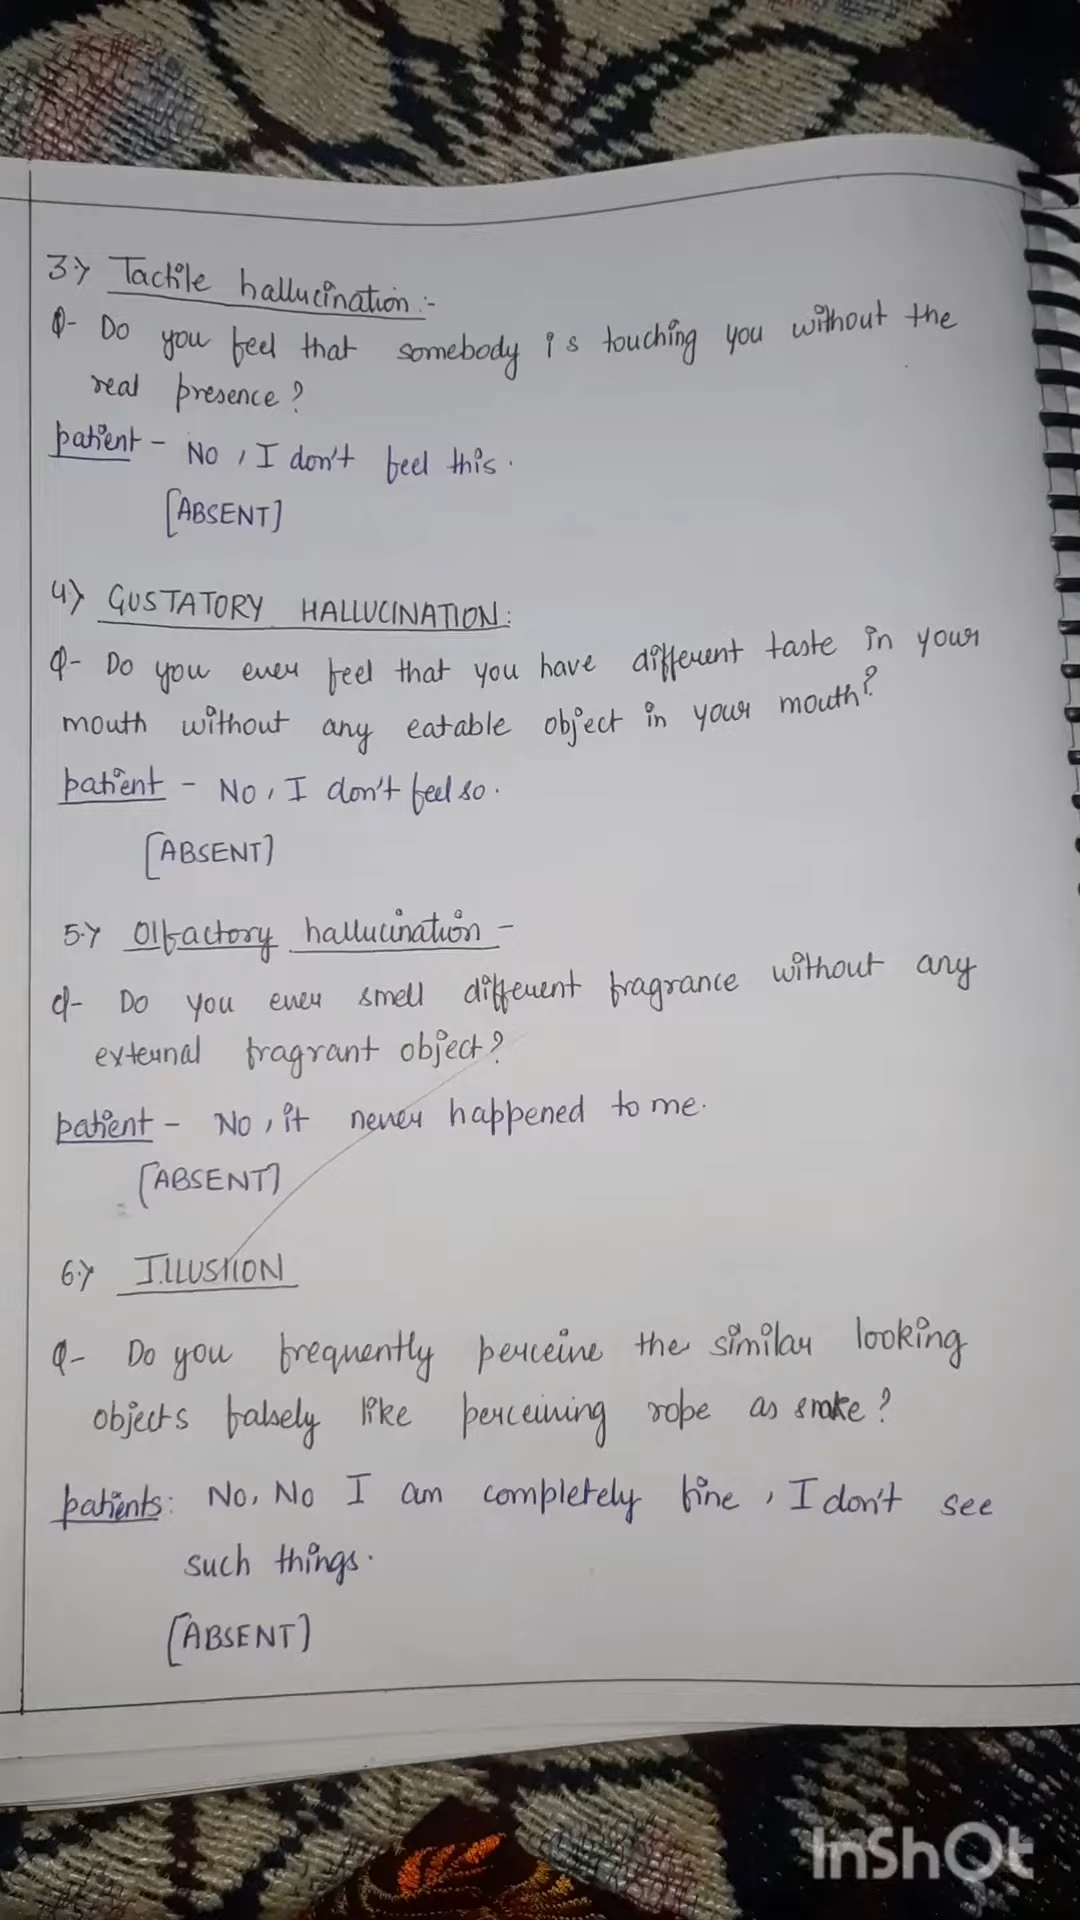 3.) Tactile hallucination :-
Q- Do you feel that somebody is touching you without the
real presence?
patient - No, I don't feel this.
[ABSENT]
4) GUSTATORY HALLUCINATION:
Q- Do you ever feel that you have different taste in your
mouth without any eatable object in your mouth?
patient - No, I don't feel so.
[ABSENT]
5.) Olfactory hallucination -
Q- Do you ever smell different fragrance without any
external fragrant object?
patient - No, it never happened to me.
[ABSENT]
6.) ILLUSION
Q- Do you frequently perceive the similar looking
objects falsely like perceiving rope as snake?
patients: No, No I am completely fine, I don't see
such things.
[ABSENT]
InShOt